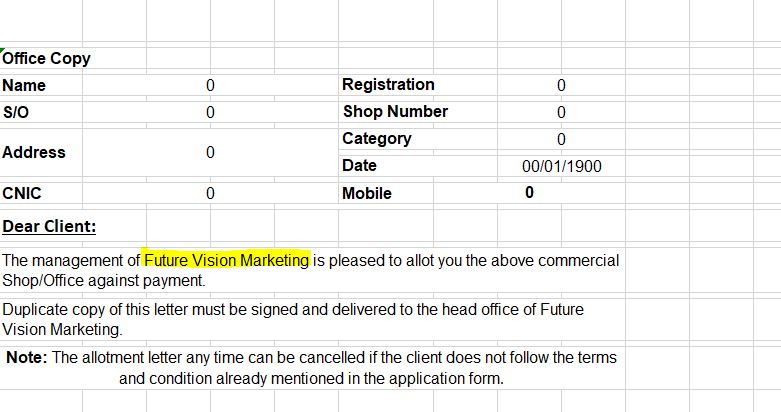 Office Copy
Name 0 Registration 0
S/O 0 Shop Number 0
Category 0
Address 0
Date 00/01/1900
CNIC 0 Mobile 0
Dear Client:
The management of Future Vision Marketing is pleased to allot you the above commercial
Shop/Office against payment.
Duplicate copy of this letter must be signed and delivered to the head office of Future
Vision Marketing.
Note: The allotment letter any time can be cancelled if the client does not follow the terms
and condition already mentioned in the application form.